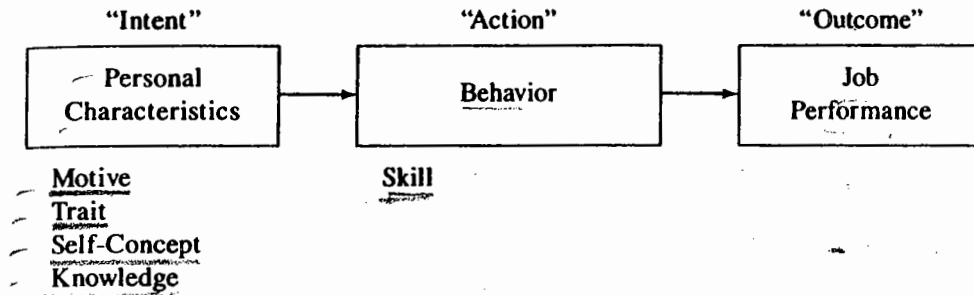 “Intent” “Action” “Outcome”
Personal
Characteristics
Behavior
Job
Performance
Motive
Trait
Self-Concept
Knowledge
Skill